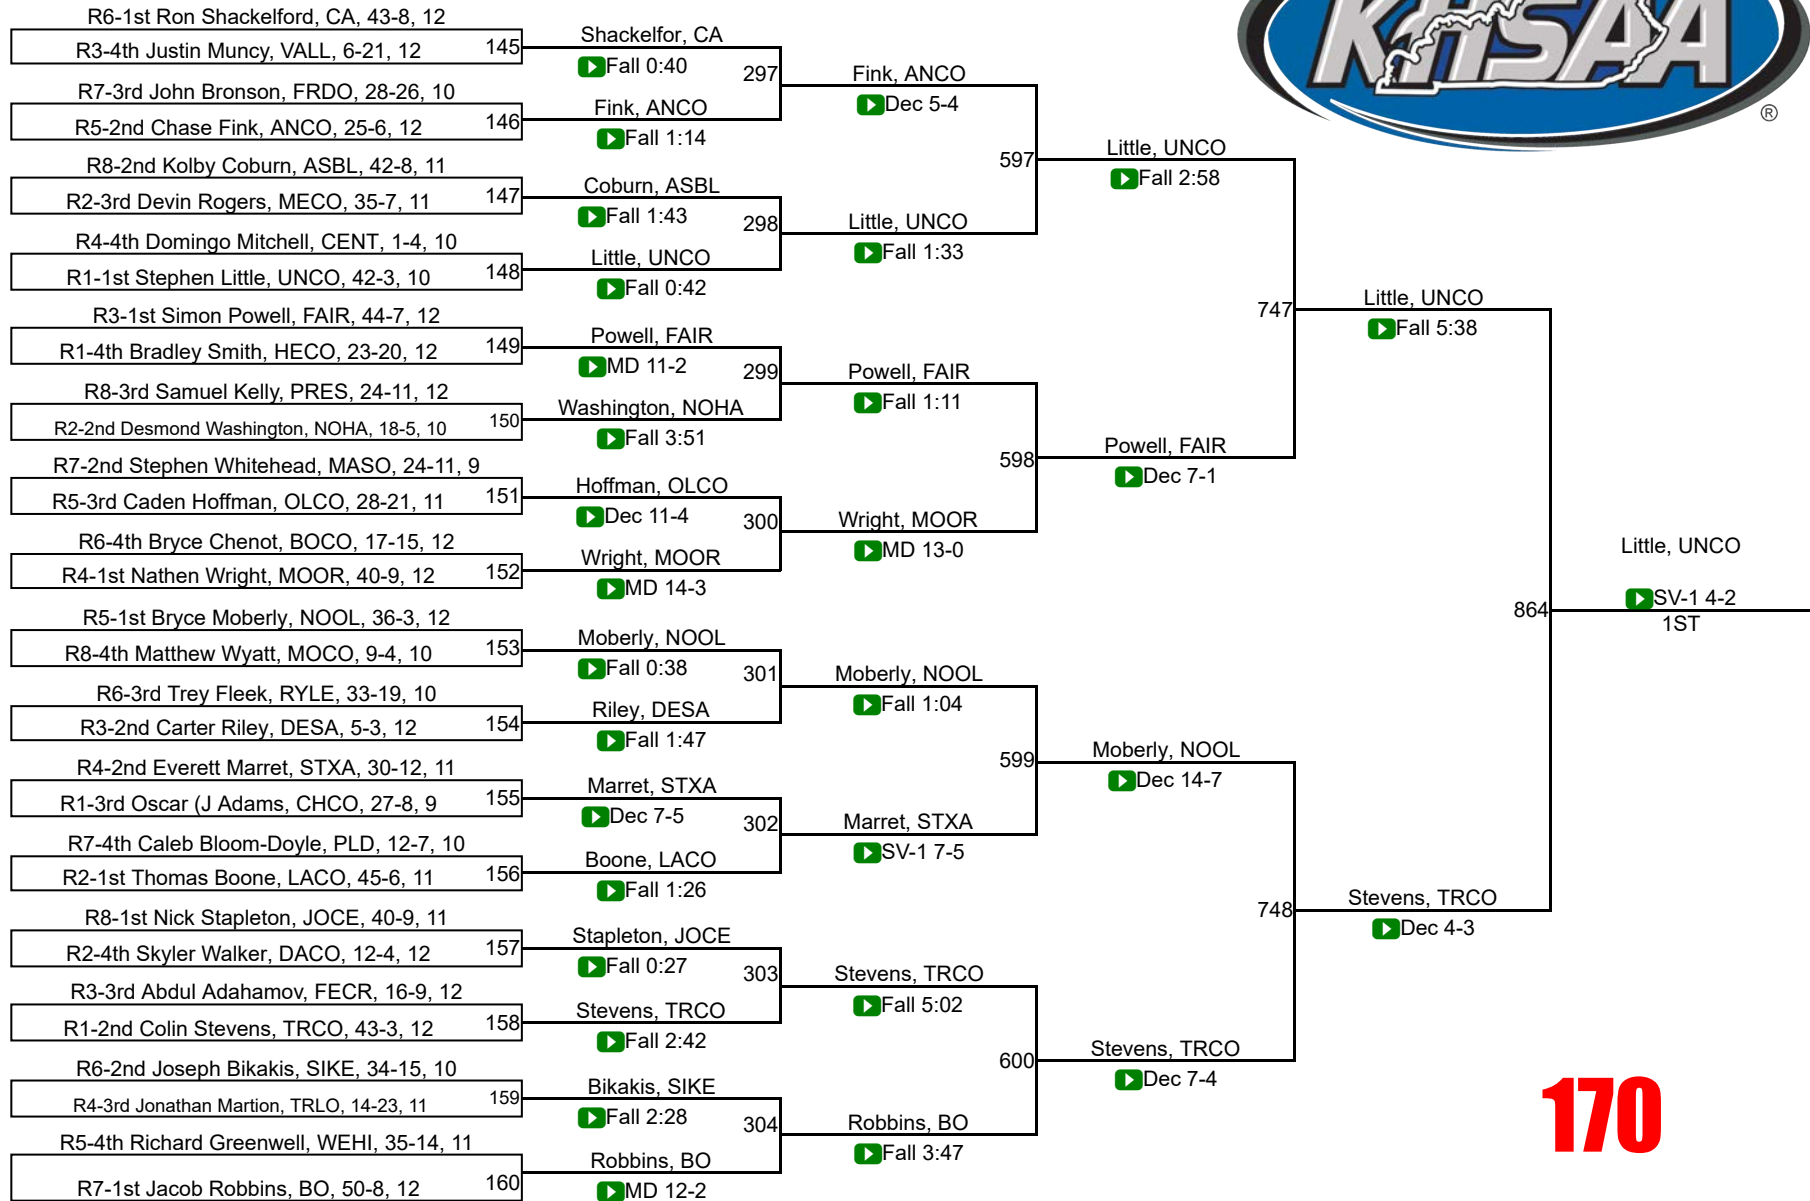 R6-1st Ron Shackelford, CA, 43-8, 12
R3-4th Justin Muncy, VALL, 6-21, 12
145
R7-3rd John Bronson, FRDO, 28-26, 10
R5-2nd Chase Fink, ANCO, 25-6, 12
146
R8-2nd Kolby Coburn, ASBL, 42-8, 11
R2-3rd Devin Rogers, MECO, 35-7, 11
147
R4-4th Domingo Mitchell, CENT, 1-4, 10
R1-1st Stephen Little, UNCO, 42-3, 10
148
R3-1st Simon Powell, FAIR, 44-7, 12
R1-4th Bradley Smith, HECO, 23-20, 12
149
R8-3rd Samuel Kelly, PRES, 24-11, 12
R2-2nd Desmond Washington, NOHA, 18-5, 10
150
R7-2nd Stephen Whitehead, MASO, 24-11, 9
R5-3rd Caden Hoffman, OLCO, 28-21, 11
151
R6-4th Bryce Chenot, BOCO, 17-15, 12
R4-1st Nathen Wright, MOOR, 40-9, 12
152
R5-1st Bryce Moberly, NOOL, 36-3, 12
R8-4th Matthew Wyatt, MOCO, 9-4, 10
153
R6-3rd Trey Fleek, RYLE, 33-19, 10
R3-2nd Carter Riley, DESA, 5-3, 12
154
R4-2nd Everett Marret, STXA, 30-12, 11
R1-3rd Oscar (J Adams, CHCO, 27-8, 9
155
R7-4th Caleb Bloom-Doyle, PLD, 12-7, 10
R2-1st Thomas Boone, LACO, 45-6, 11
156
R8-1st Nick Stapleton, JOCE, 40-9, 11
R2-4th Skyler Walker, DACO, 12-4, 12
157
R3-3rd Abdul Adahamov, FECR, 16-9, 12
R1-2nd Colin Stevens, TRCO, 43-3, 12
158
R6-2nd Joseph Bikakis, SIKE, 34-15, 10
R4-3rd Jonathan Martion, TRLO, 14-23, 11
159
R5-4th Richard Greenwell, WEHI, 35-14, 11
R7-1st Jacob Robbins, BO, 50-8, 12
160
Shackelfor, CA
Fall 0:40
297
Fink, ANCO
Fall 1:14
Coburn, ASBL
Fall 1:43
298
Little, UNCO
Fall 0:42
Powell, FAIR
MD 11-2
299
Washington, NOHA
Fall 3:51
Hoffman, OLCO
Dec 11-4
300
Wright, MOOR
MD 14-3
Moberly, NOOL
Fall 0:38
301
Riley, DESA
Fall 1:47
Marret, STXA
Dec 7-5
302
Boone, LACO
Fall 1:26
Stapleton, JOCE
Fall 0:27
303
Stevens, TRCO
Fall 2:42
Bikakis, SIKE
Fall 2:28
304
Robbins, BO
MD 12-2
Fink, ANCO
Dec 5-4
597
Little, UNCO
Fall 1:33
Powell, FAIR
Fall 1:11
598
Wright, MOOR
MD 13-0
Moberly, NOOL
Fall 1:04
599
Marret, STXA
SV-1 7-5
Stevens, TRCO
Fall 5:02
600
Robbins, BO
Fall 3:47
Little, UNCO
Fall 2:58
747
Powell, FAIR
Dec 7-1
Moberly, NOOL
Dec 14-7
748
Stevens, TRCO
Dec 7-4
Little, UNCO
Fall 5:38
864
Stevens, TRCO
Dec 4-3
Little, UNCO
SV-1 4-2
1ST
KHSAA
®
170